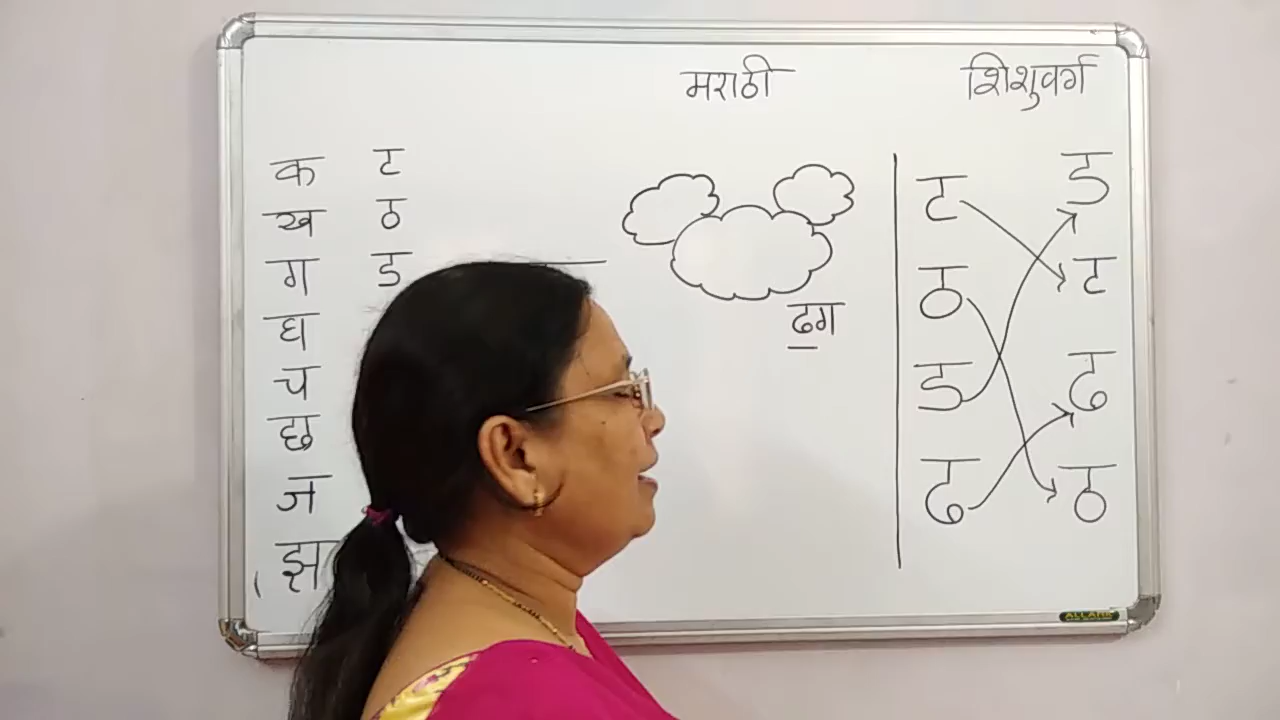 मराठी
शिशुवर्ग
क
ख
ग
घ
च
छ
ज
झ
ट
ठ
ड
ढग
ट ड
ठ ट
ड ढ
ढ ठ